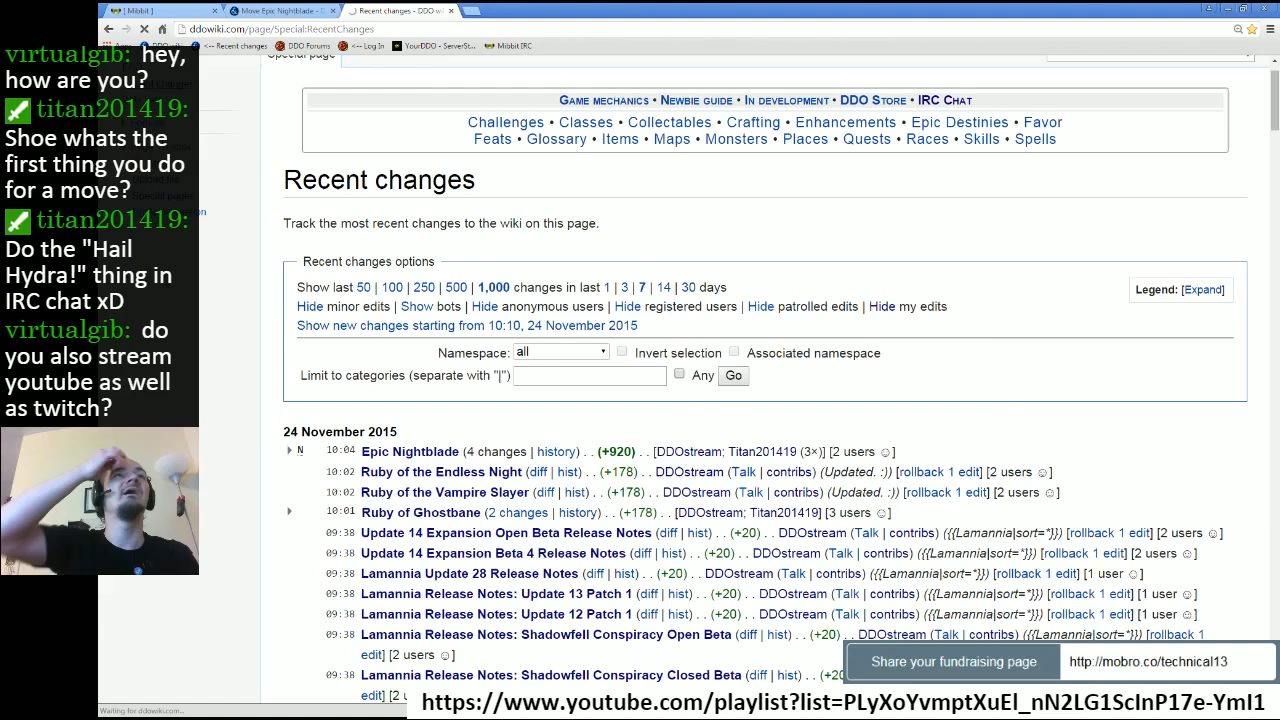 [ Mibbit ]
Move Epic Nightblade - D
Recent changes - DDO wi
ddowiki.com/page/Special:RecentChanges
<-- Recent changes
DDO Forums
<-- Log In
YourDDO - ServerSt...
Mibbit IRC
virtualgib: hey,
how are you?
titan201419:
Shoe whats the
first thing you do
for a move?
titan201419:
Do the "Hail
Hydra!" thing in
IRC chat xD
virtualgib: do
you also stream
youtube as well
as twitch?
Special page
Game mechanics • Newbie guide • In development • DDO Store • IRC Chat
Challenges • Classes • Collectables • Crafting • Enhancements • Epic Destinies • Favor
Feats • Glossary • Items • Maps • Monsters • Places • Quests • Races • Skills • Spells
Recent changes
Track the most recent changes to the wiki on this page.
Recent changes options
Show last 50 | 100 | 250 | 500 | 1,000 changes in last 1 | 3 | 7 | 14 | 30 days
Legend: [Expand]
Hide minor edits | Show bots | Hide anonymous users | Hide registered users | Hide patrolled edits | Hide my edits
Show new changes starting from 10:10, 24 November 2015
Namespace: all Invert selection Associated namespace
Limit to categories (separate with "|") Any Go
24 November 2015
N 10:04 Epic Nightblade (4 changes | history) . . (+920) . . [DDOstream; Titan201419 (3×)] [2 users ☺]
10:02 Ruby of the Endless Night (diff | hist) . . (+178) . . DDOstream (Talk | contribs) (Updated. :)) [rollback 1 edit] [2 users ☺]
10:02 Ruby of the Vampire Slayer (diff | hist) . . (+178) . . DDOstream (Talk | contribs) (Updated. :)) [rollback 1 edit] [2 users ☺]
10:01 Ruby of Ghostbane (2 changes | history) . . (+178) . . [DDOstream; Titan201419] [3 users ☺]
09:38 Update 14 Expansion Open Beta Release Notes (diff | hist) . . (+20) . . DDOstream (Talk | contribs) ({{Lamannia|sort=*}}) [rollback 1 edit] [2 users ☺]
09:38 Update 14 Expansion Beta 4 Release Notes (diff | hist) . . (+20) . . DDOstream (Talk | contribs) ({{Lamannia|sort=*}}) [rollback 1 edit] [2 users ☺]
09:38 Lamannia Update 28 Release Notes (diff | hist) . . (+20) . . DDOstream (Talk | contribs) ({{Lamannia|sort=*}}) [rollback 1 edit] [1 user ☺]
09:38 Lamannia Release Notes: Update 13 Patch 1 (diff | hist) . . (+20) . . DDOstream (Talk | contribs) ({{Lamannia|sort=*}}) [rollback 1 edit] [1 user ☺]
09:38 Lamannia Release Notes: Update 12 Patch 1 (diff | hist) . . (+20) . . DDOstream (Talk | contribs) ({{Lamannia|sort=*}}) [rollback 1 edit] [1 user ☺]
09:38 Lamannia Release Notes: Shadowfell Conspiracy Open Beta (diff | hist) . . (+20) . . DDOstream (Talk | contribs) ({{Lamannia|sort=*}}) [rollback 1
edit] [2 users ☺]
09:38 Lamannia Release Notes: Shadowfell Conspiracy Closed Beta (diff | hist) . . (+20)
edit] [2
Share your fundraising page
http://mobro.co/technical13
Waiting for ddowiki.com...
https://www.youtube.com/playlist?list=PLyXoYvmptXuEl_nN2LG1ScInP17e-YmI1